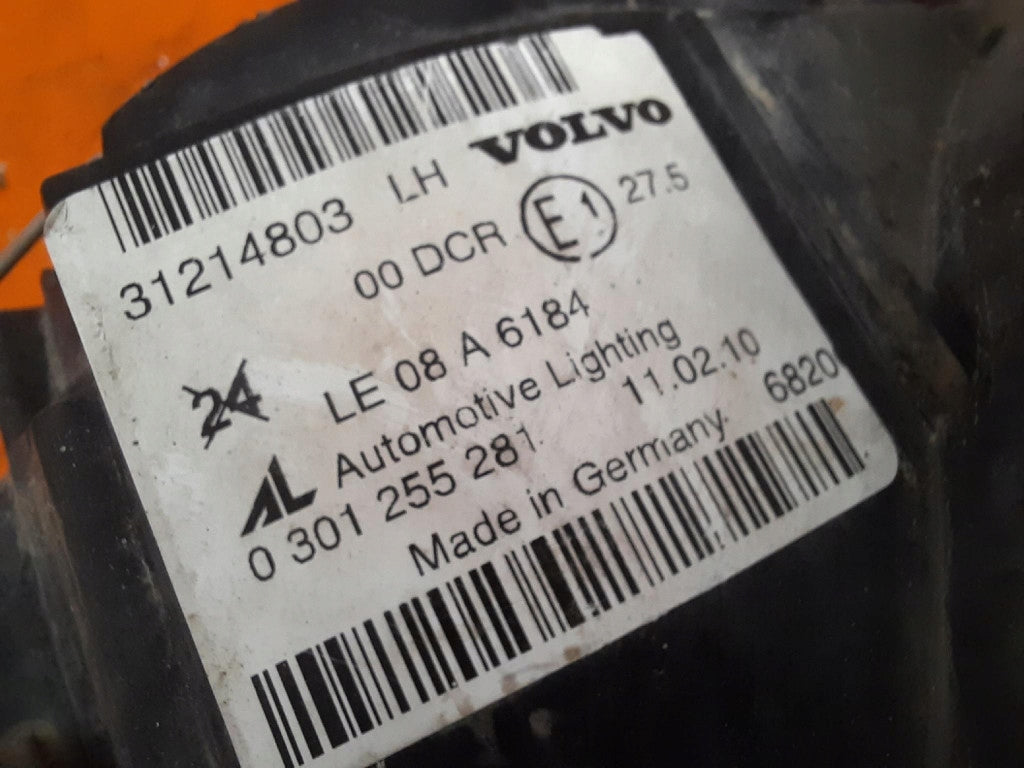 VOLVO
31214803 LH
00 DCR E1 27.5
24 LE 08 A 6184
AL Automotive Lighting
0 301 255 281. 11.02.10
Made in Germany. 6820